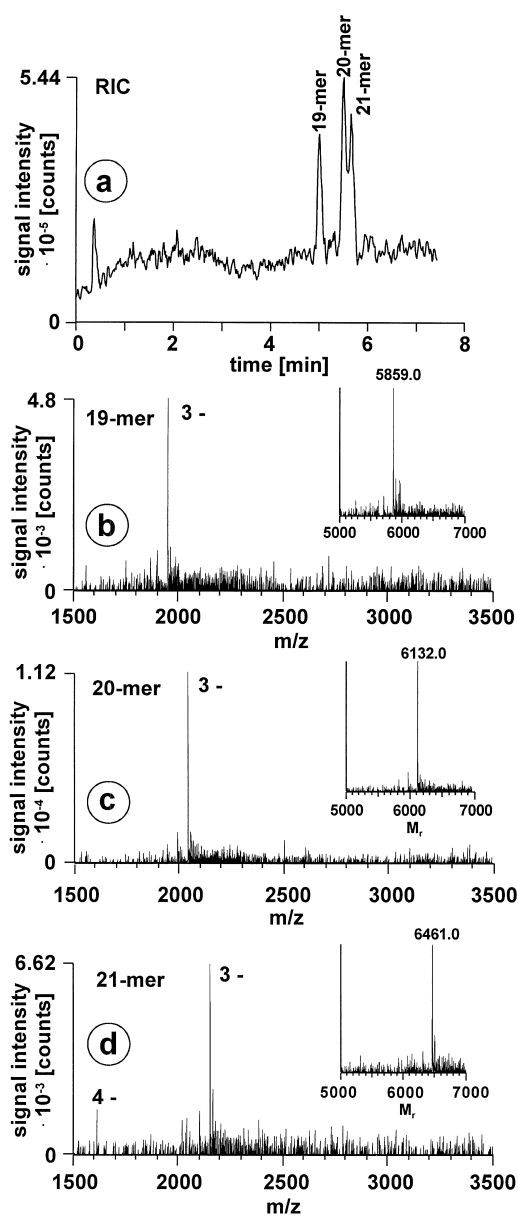 5.44
RIC
19-mer
20-mer
21-mer
a
signal intensity
· 10⁻⁵ [counts]
0
0 2 4 6 8
time [min]
4.8
19-mer
3 -
5859.0
b
signal intensity
· 10⁻³ [counts]
5000 6000 7000
0
1500 2000 2500 3000 3500
m/z
1.12
20-mer
3 -
6132.0
c
signal intensity
· 10⁻⁴ [counts]
5000 6000 7000
Mr
0
1500 2000 2500 3000 3500
m/z
6.62
21-mer
3 -
6461.0
d
signal intensity
· 10⁻³ [counts]
4 -
5000 6000 7000
Mr
0
1500 2000 2500 3000 3500
m/z